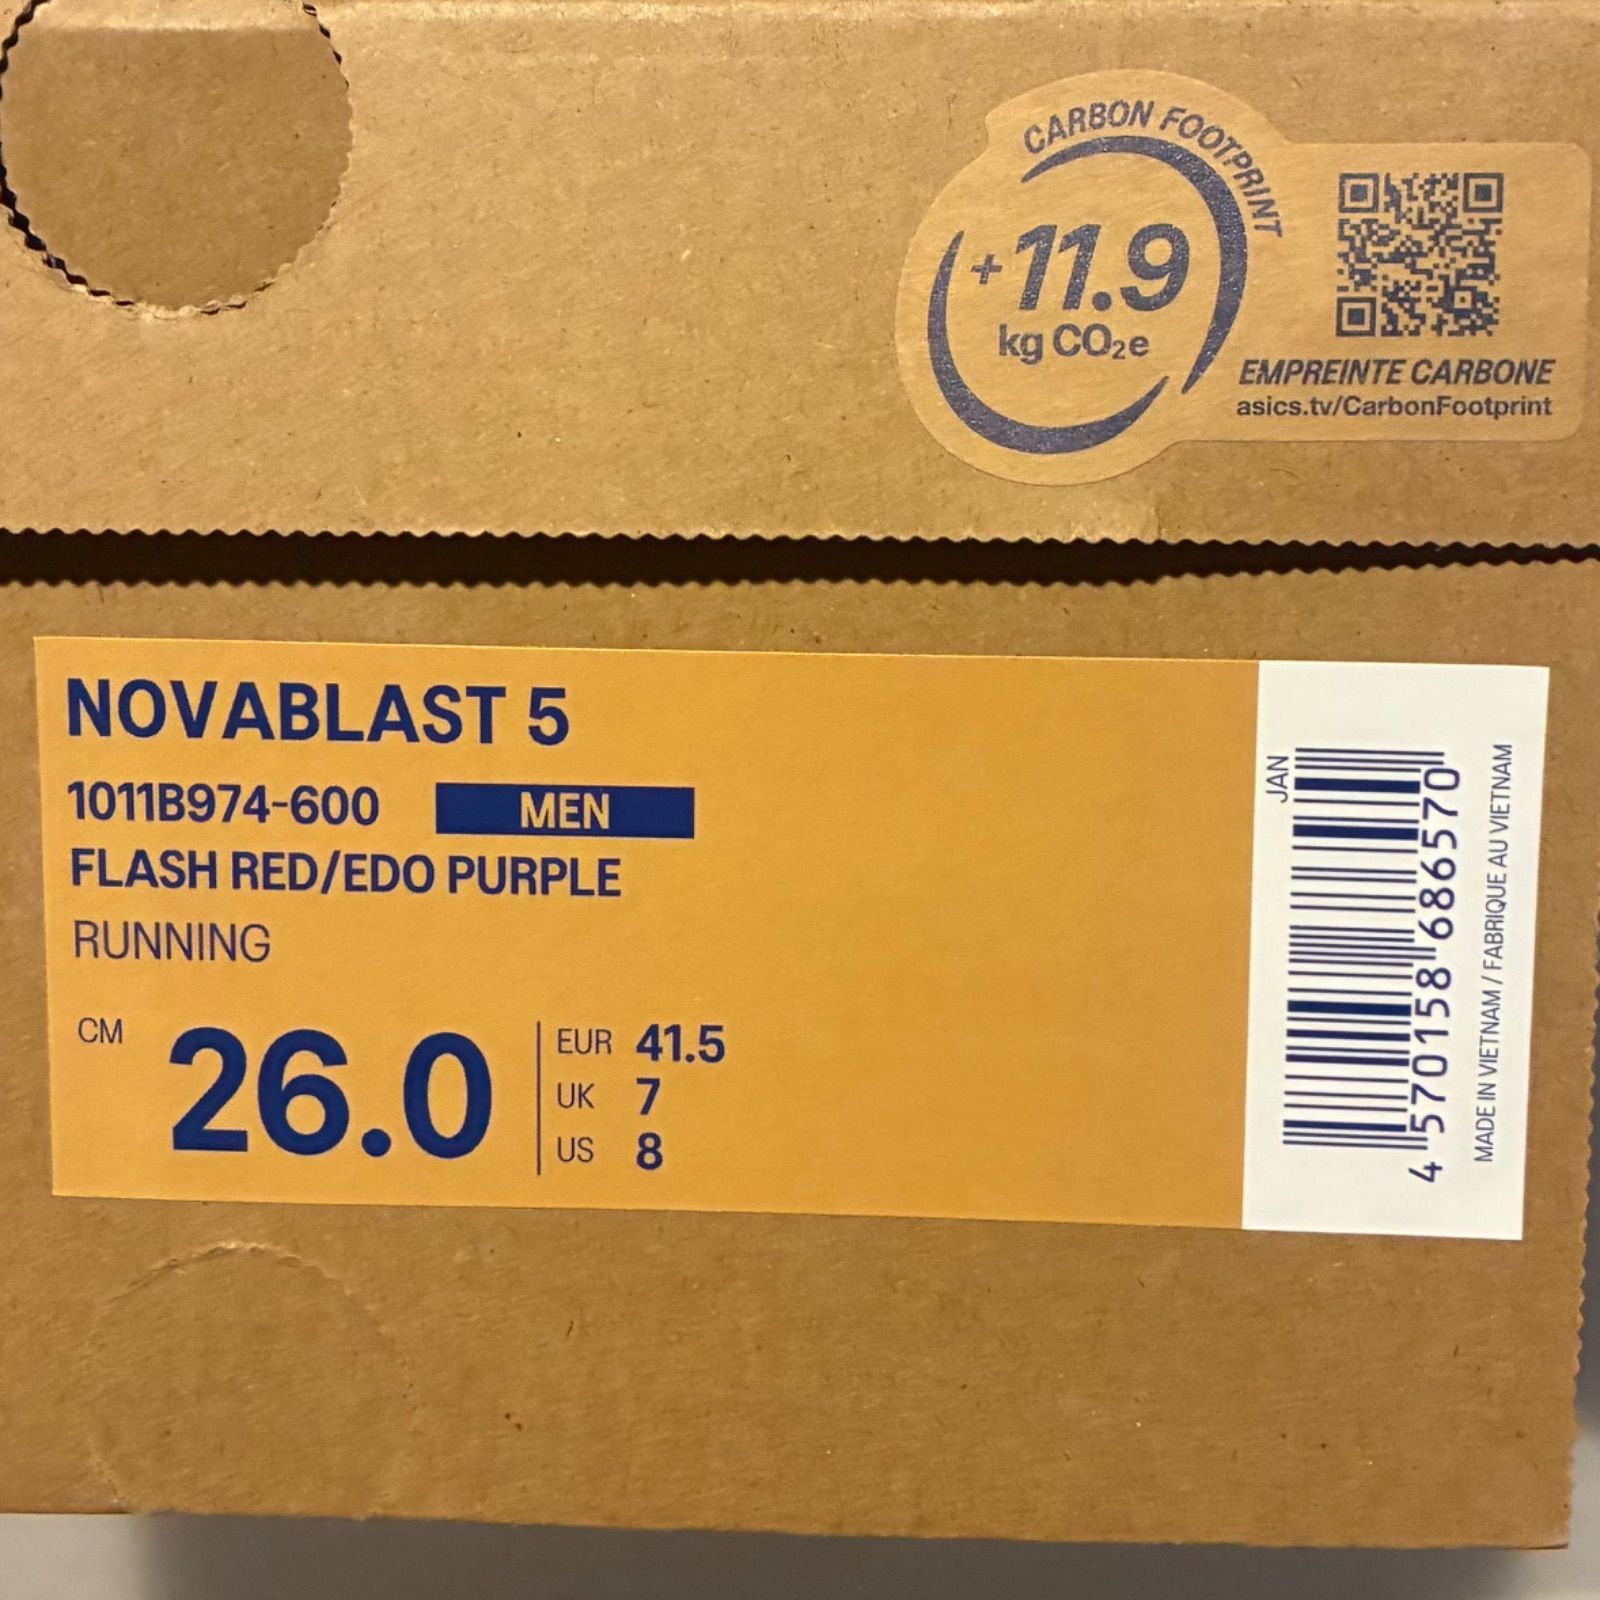 CARBON FOOTPRINT
+11.9
kg CO₂e
EMPREINTE CARBONE
asics.tv/CarbonFootprint
NOVABLAST 5
1011B974-600 MEN
FLASH RED/EDO PURPLE
RUNNING
CM 26.0
EUR 41.5
UK 7
US 8
JAN
4 570158 686570
MADE IN VIETNAM / FABRIQUE AU VIETNAM